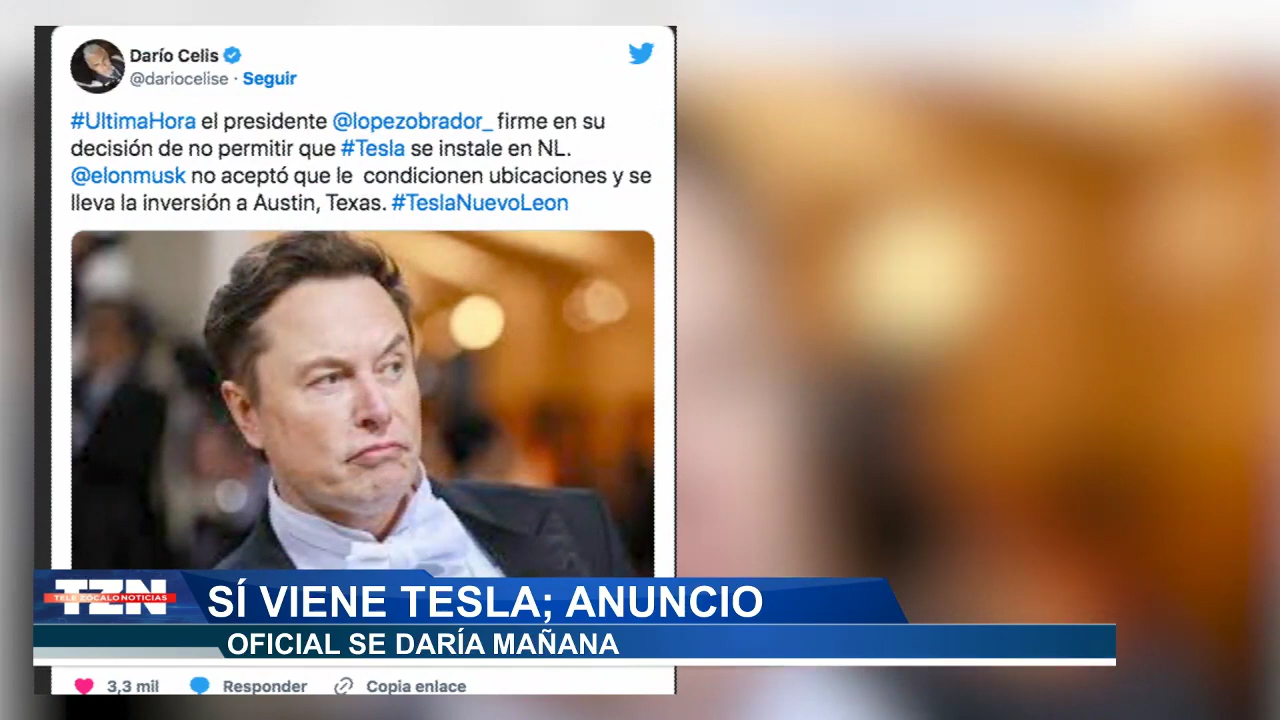 Darío Celis
@dariocelise · Seguir
#UltimaHora el presidente @lopezobrador_ firme en su
decisión de no permitir que #Tesla se instale en NL.
@elonmusk no aceptó que le condicionen ubicaciones y se
lleva la inversión a Austin, Texas. #TeslaNuevoLeon
TZN
TELE ZÓCALO NOTICIAS
SÍ VIENE TESLA; ANUNCIO
OFICIAL SE DARÍA MAÑANA
3,3 mil Responder Copia enlace